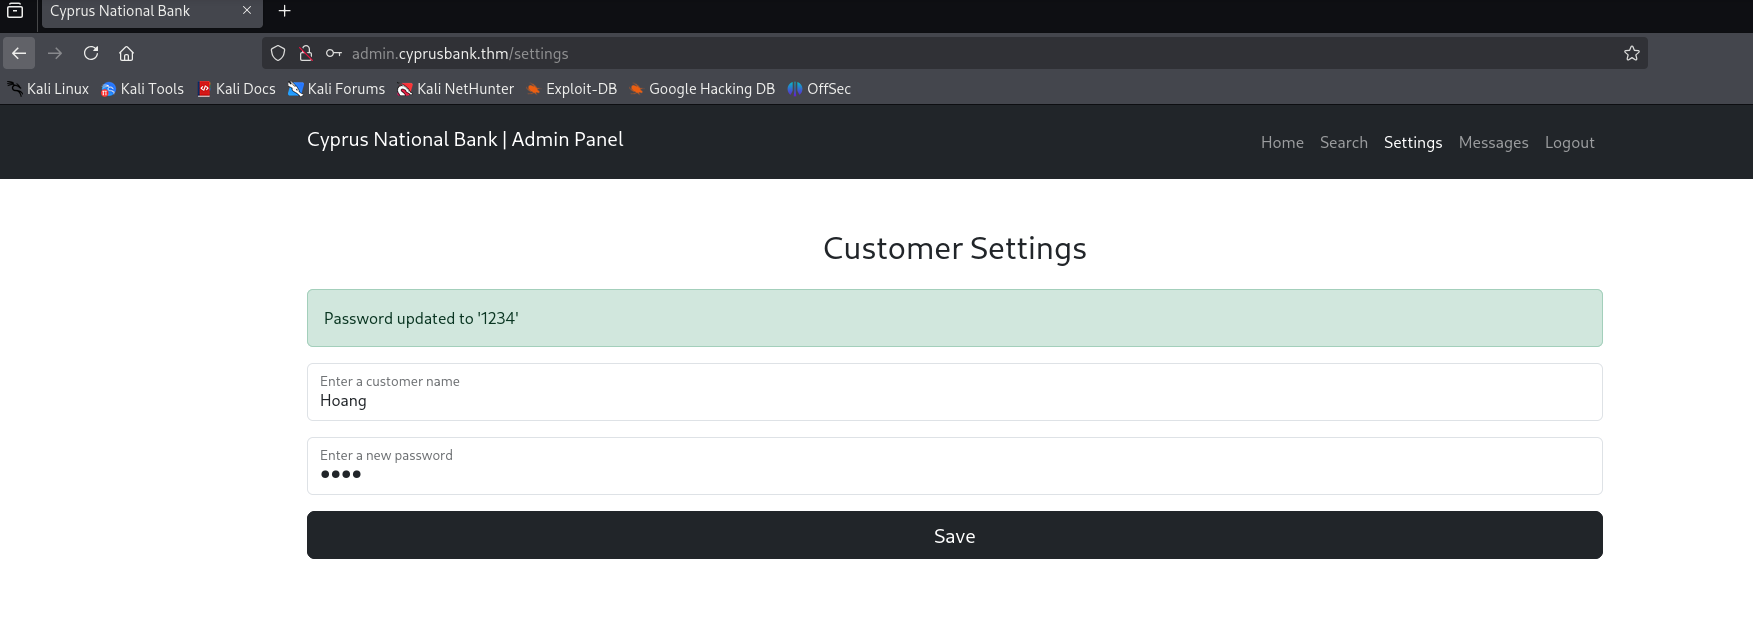 Cyprus National Bank
admin.cyprusbank.thm/settings
Kali Linux Kali Tools Kali Docs Kali Forums Kali NetHunter Exploit-DB Google Hacking DB OffSec
Cyprus National Bank | Admin Panel Home Search Settings Messages Logout
Customer Settings
Password updated to '1234'
Enter a customer name
Hoang
Enter a new password
••••
Save